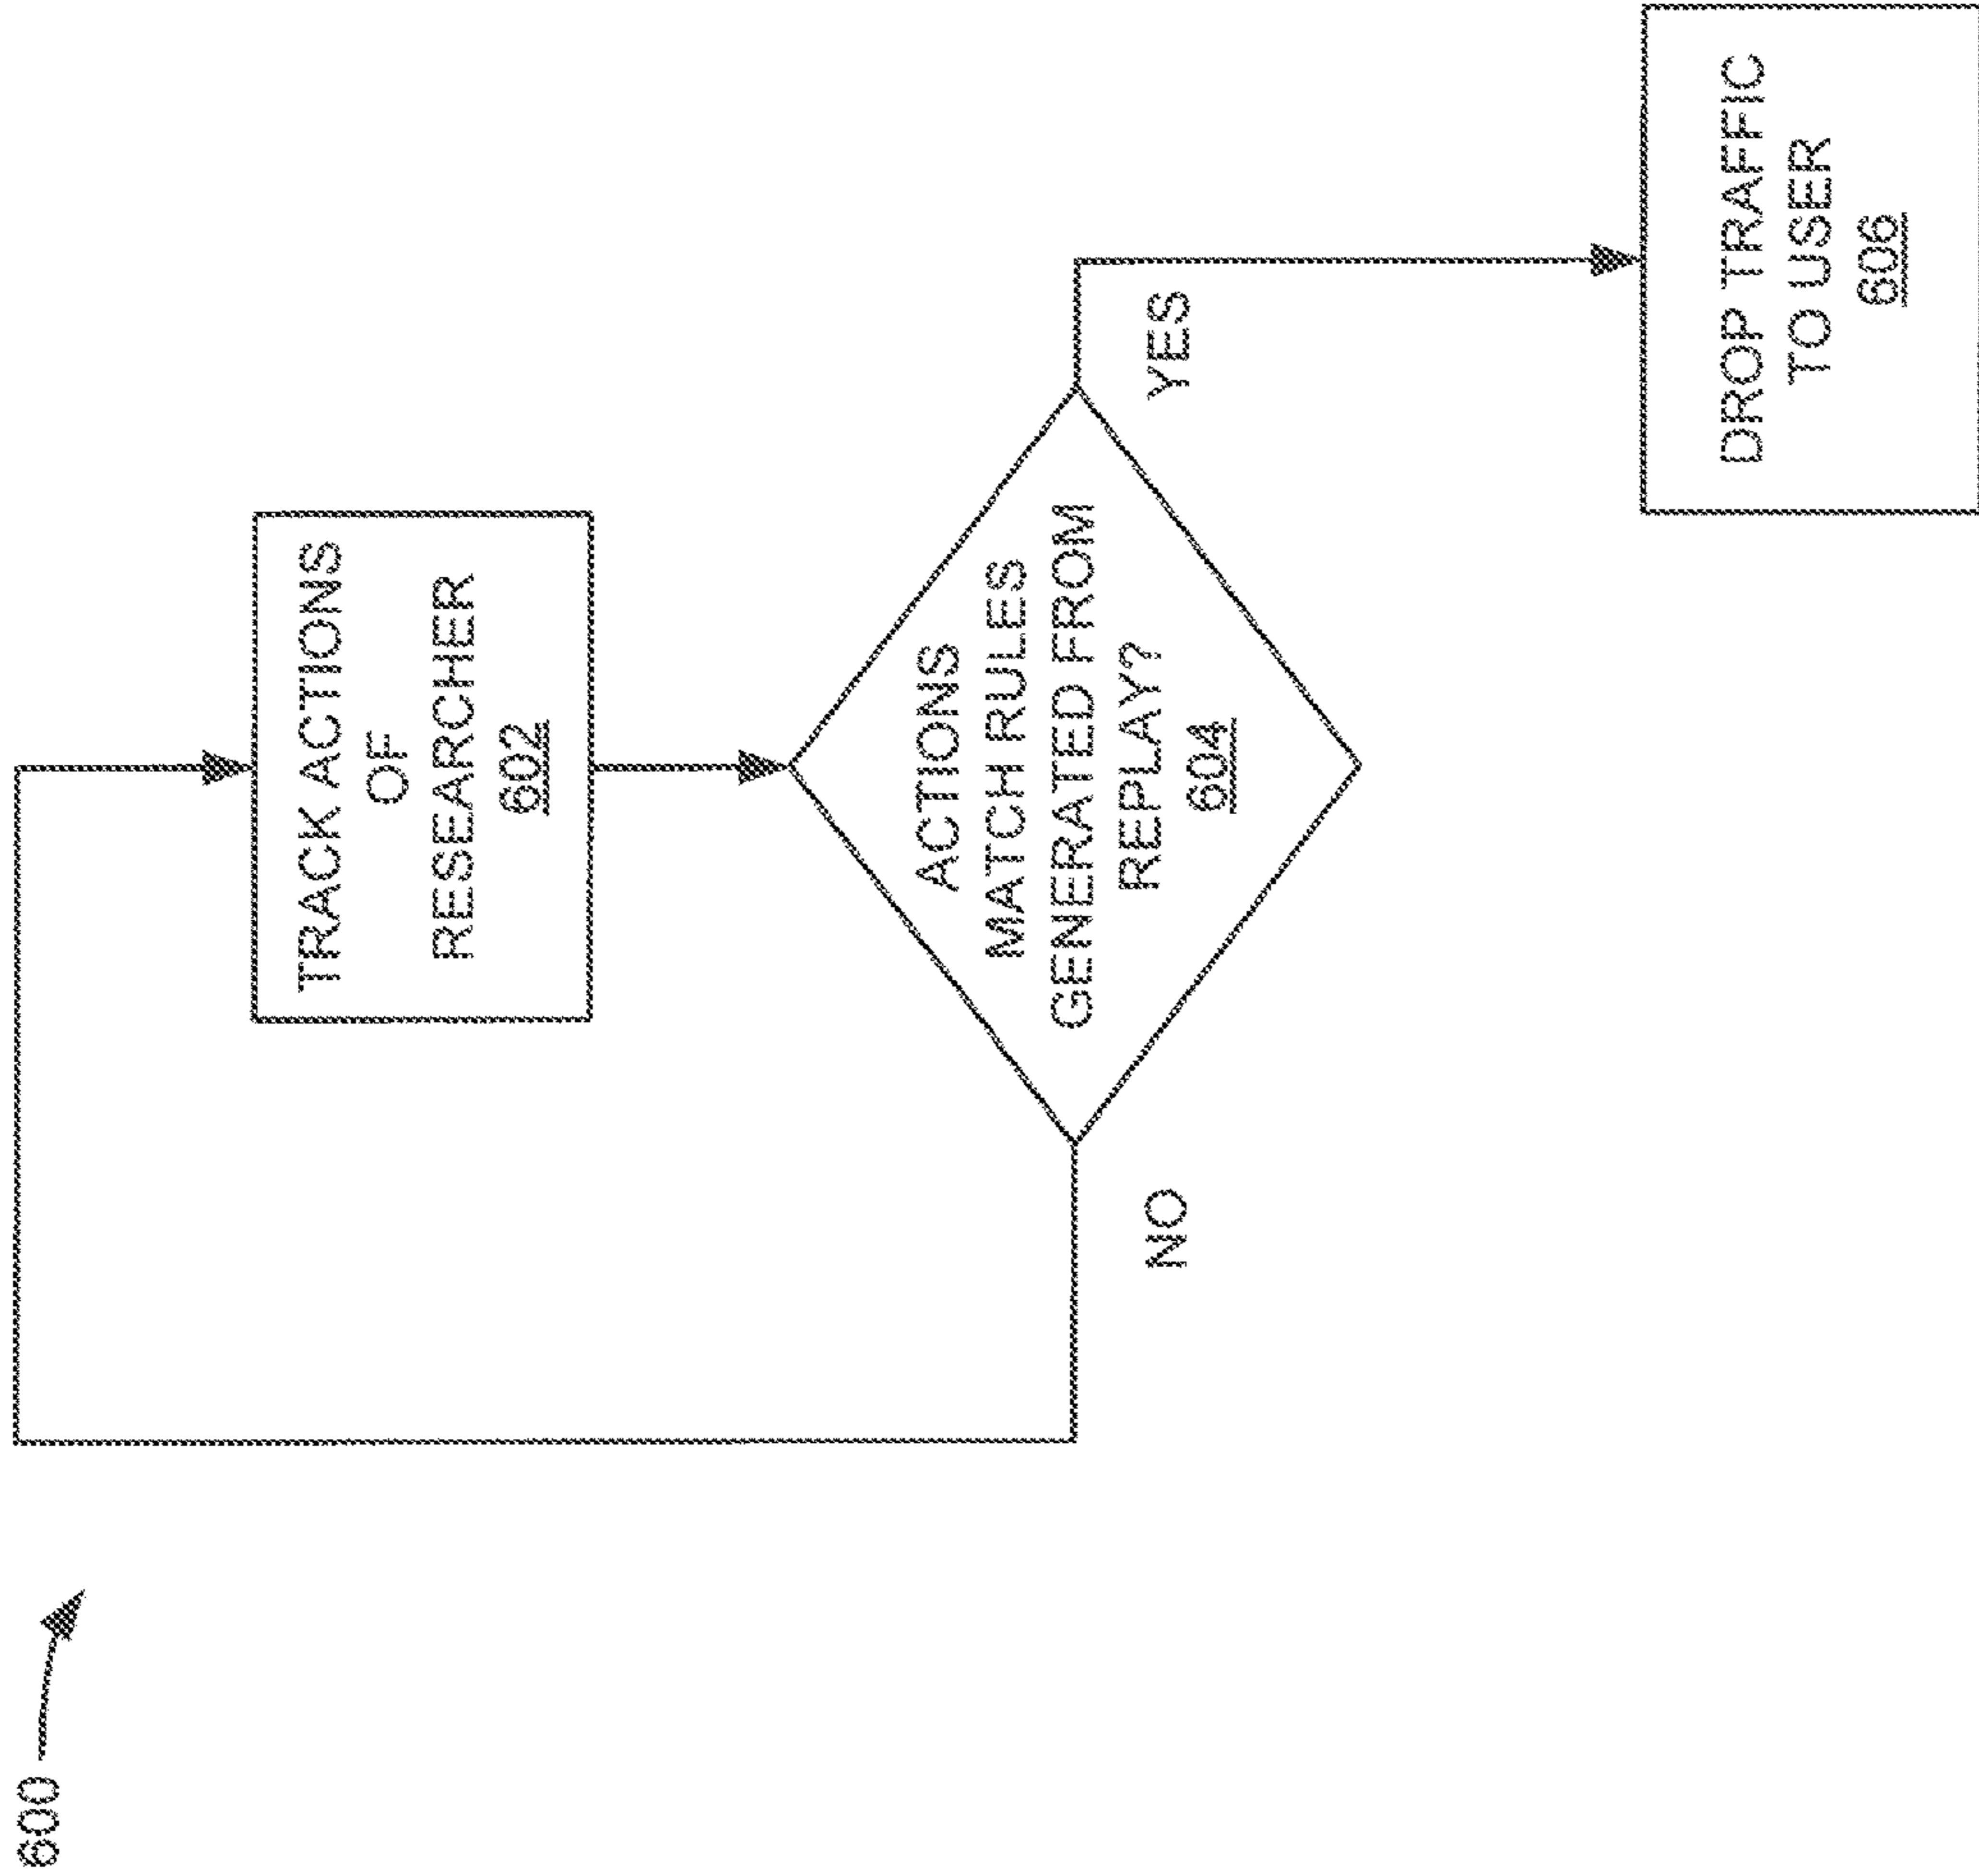 600
TRACK ACTIONS
OF
RESEARCHER
602
ACTIONS
MATCH RULES
GENERATED FROM
REPLAY?
604
NO
YES
DROP TRAFFIC
TO USER
606